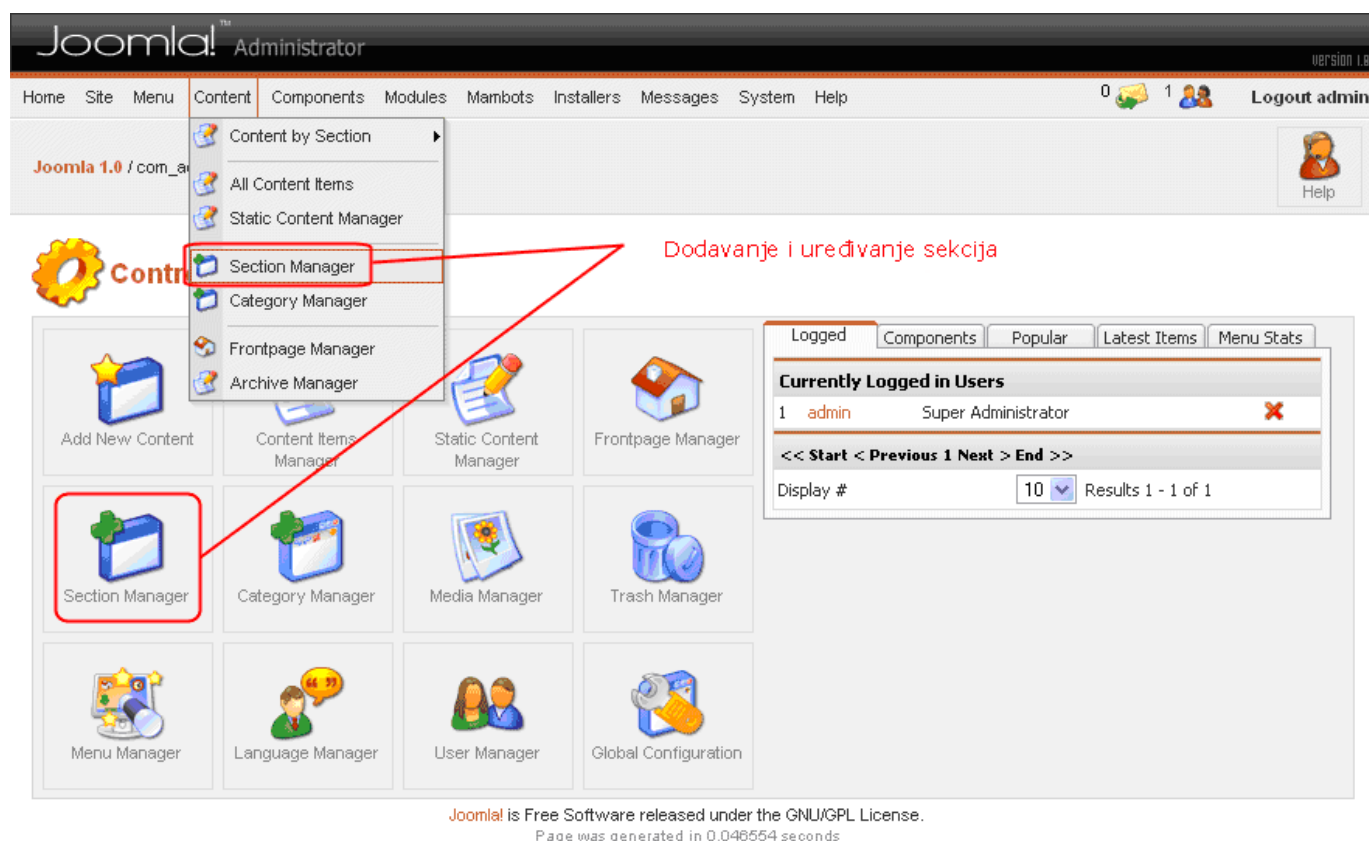 Joomla!™ Administrator
version 1.0
Home Site Menu Content Components Modules Mambots Installers Messages System Help 0 1 Logout admin
Content by Section
Joomla 1.0 / com_a
All Content Items
Help
Static Content Manager
Dodavanje i uređivanje sekcija
Section Manager
Contr
Category Manager
Frontpage Manager
Archive Manager
Logged Components Popular Latest Items Menu Stats
Currently Logged in Users
1 admin Super Administrator
<< Start < Previous 1 Next > End >>
Display # 10 Results 1 - 1 of 1
Add New Content
Content Items
Manager
Static Content
Manager
Frontpage Manager
Section Manager
Category Manager
Media Manager
Trash Manager
Menu Manager
Language Manager
User Manager
Global Configuration
Joomla! is Free Software released under the GNU/GPL License.
Page was generated in 0.046554 seconds